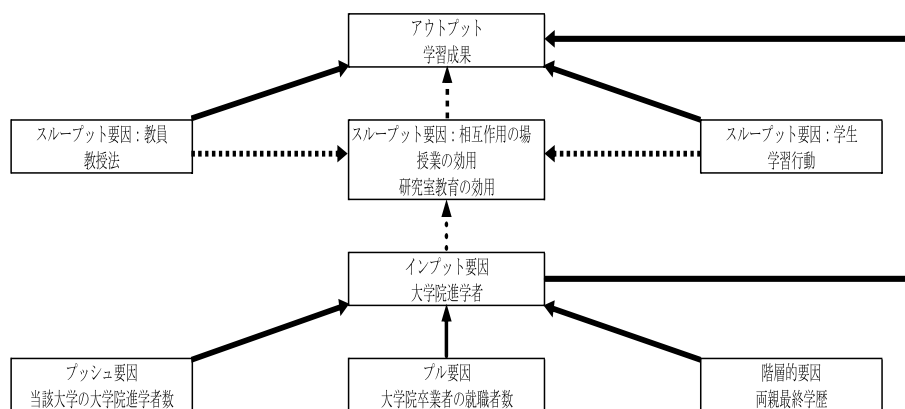 アウトプット
学習成果
スループット要因：教員
教授法
スループット要因：相互作用の場
授業の効用
研究室教育の効用
スループット要因：学生
学習行動
インプット要因
大学院進学者
プッシュ要因
当該大学の大学院進学者数
プル要因
大学院卒業者の就職者数
階層的要因
両親最終学歴